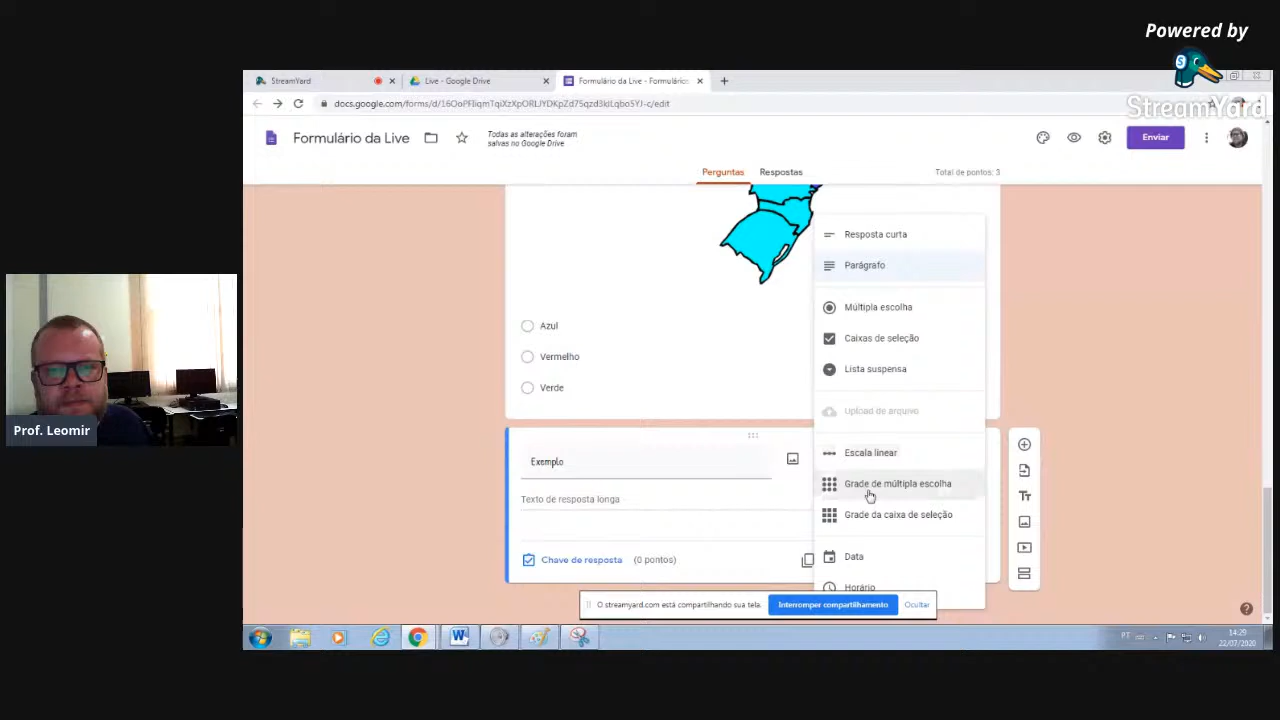 Powered by
StreamYard
StreamYard
Live - Google Drive
Formulário da Live - Formulários
Formulário da Live
Todas as alterações foram
salvas no Google Drive
Enviar
Perguntas
Respostas
Total de pontos: 3
Resposta curta
Parágrafo
Múltipla escolha
Caixas de seleção
Lista suspensa
Upload de arquivo
Escala linear
Grade de múltipla escolha
Grade da caixa de seleção
Data
Horário
Azul
Vermelho
Verde
Exemplo
Texto de resposta longa
Chave de resposta
(0 pontos)
O streamyard.com está compartilhando sua tela.
Interromper compartilhamento
Ocultar
Prof. Leomir
PT
14:29
22/07/2020